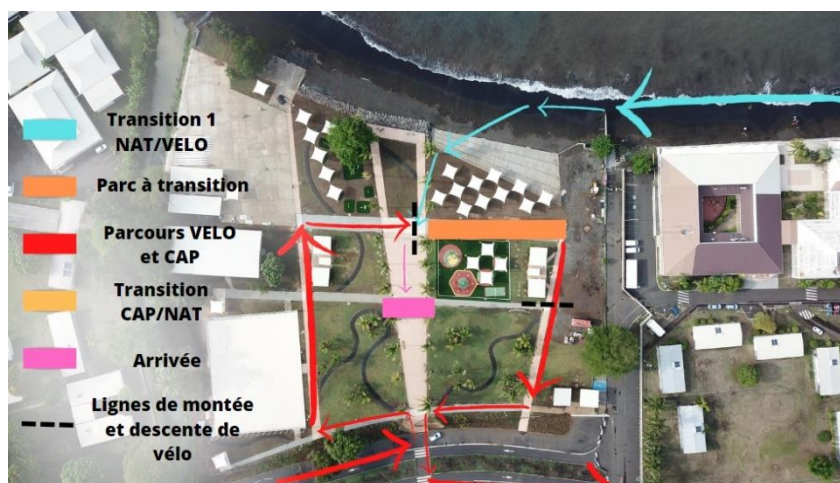 Transition 1
NAT/VELO
Parc à transition
Parcours VELO
et CAP
Transition
CAP/NAT
Arrivée
Lignes de montée
et descente de
vélo